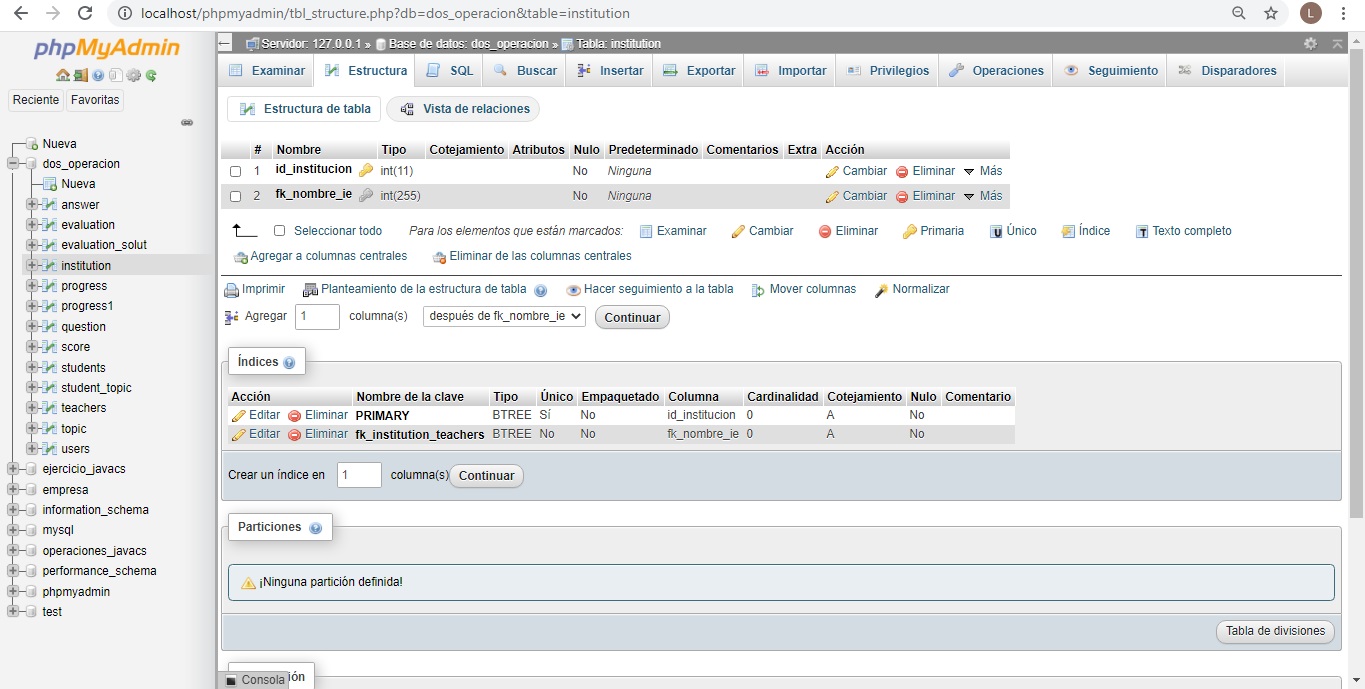 localhost/phpmyadmin/tbl_structure.php?db=dos_operacion&table=institution
L
phpMyAdmin
Reciente Favoritas
Nueva
dos_operacion
Nueva
answer
evaluation
evaluation_solut
institution
progress
progress1
question
score
students
student_topic
teachers
topic
users
ejercicio_javacs
empresa
information_schema
mysql
operaciones_javacs
performance_schema
phpmyadmin
test
Servidor: 127.0.0.1 » Base de datos: dos_operacion » Tabla: institution
Examinar Estructura SQL Buscar Insertar Exportar Importar Privilegios Operaciones Seguimiento Disparadores
Estructura de tabla Vista de relaciones
# Nombre Tipo Cotejamiento Atributos Nulo Predeterminado Comentarios Extra Acción
1 id_institucion int(11) No Ninguna Cambiar Eliminar Más
2 fk_nombre_ie int(255) No Ninguna Cambiar Eliminar Más
Seleccionar todo Para los elementos que están marcados: Examinar Cambiar Eliminar Primaria Único Índice Texto completo
Agregar a columnas centrales Eliminar de las columnas centrales
Imprimir Planteamiento de la estructura de tabla Hacer seguimiento a la tabla Mover columnas Normalizar
Agregar 1 columna(s) después de fk_nombre_ie Continuar
Índices
Acción Nombre de la clave Tipo Único Empaquetado Columna Cardinalidad Cotejamiento Nulo Comentario
Editar Eliminar PRIMARY BTREE Sí No id_institucion 0 A No
Editar Eliminar fk_institution_teachers BTREE No No fk_nombre_ie 0 A No
Crear un índice en 1 columna(s) Continuar
Particiones
¡Ninguna partición definida!
Tabla de divisiones
Consola ión